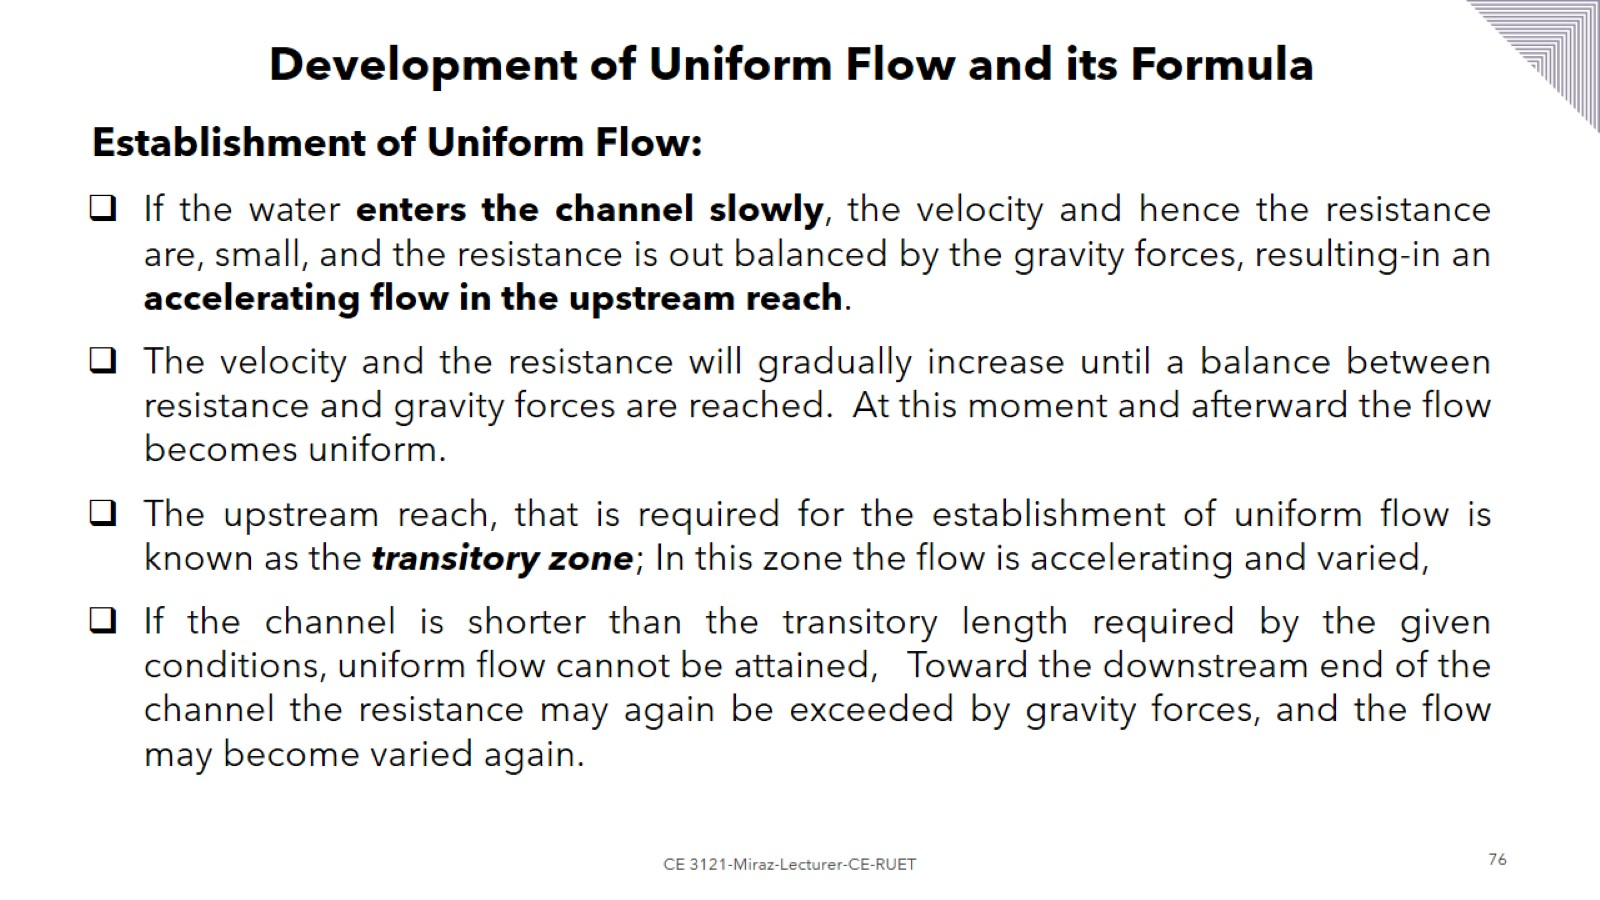 Development of Uniform Flow and its Formula
Establishment of Uniform Flow:
❑ If the water enters the channel slowly, the velocity and hence the resistance
are, small, and the resistance is out balanced by the gravity forces, resulting-in an
accelerating flow in the upstream reach.
❑ The velocity and the resistance will gradually increase until a balance between
resistance and gravity forces are reached. At this moment and afterward the flow
becomes uniform.
❑ The upstream reach, that is required for the establishment of uniform flow is
known as the transitory zone; In this zone the flow is accelerating and varied,
❑ If the channel is shorter than the transitory length required by the given
conditions, uniform flow cannot be attained, Toward the downstream end of the
channel the resistance may again be exceeded by gravity forces, and the flow
may become varied again.
CE 3121-Miraz-Lecturer-CE-RUET
76